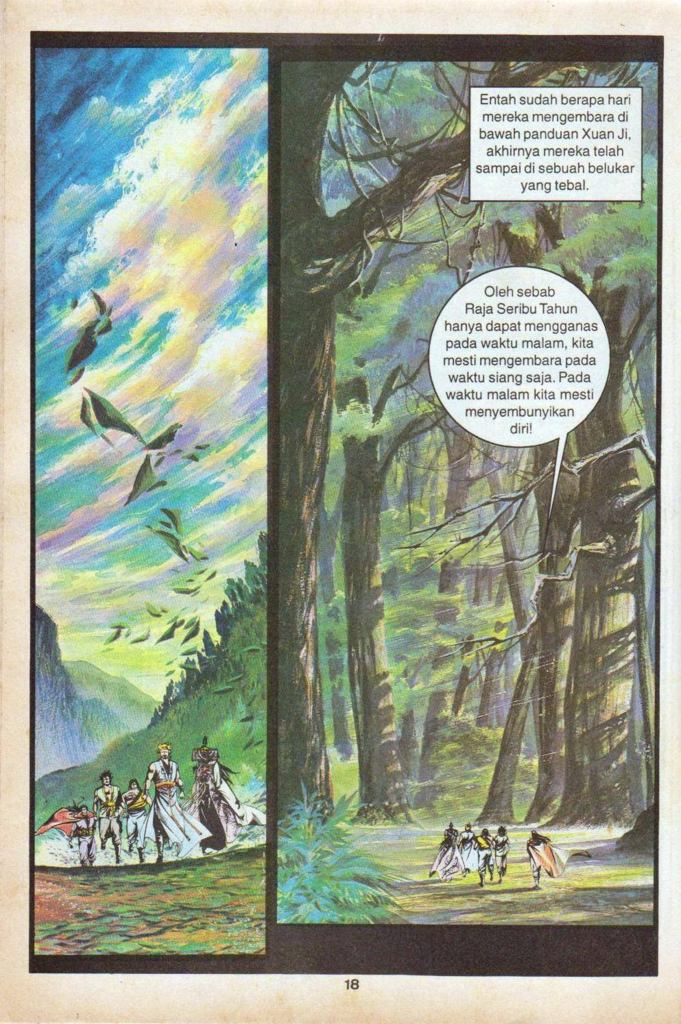 Entah sudah berapa hari
mereka mengembara di
bawah panduan Xuan Ji,
akhirnya mereka telah
sampai di sebuah belukar
yang tebal.
Oleh sebab
Raja Seribu Tahun
hanya dapat mengganas
pada waktu malam, kita
mesti mengembara pada
waktu siang saja. Pada
waktu malam kita mesti
menyembunyikan
diri!
18